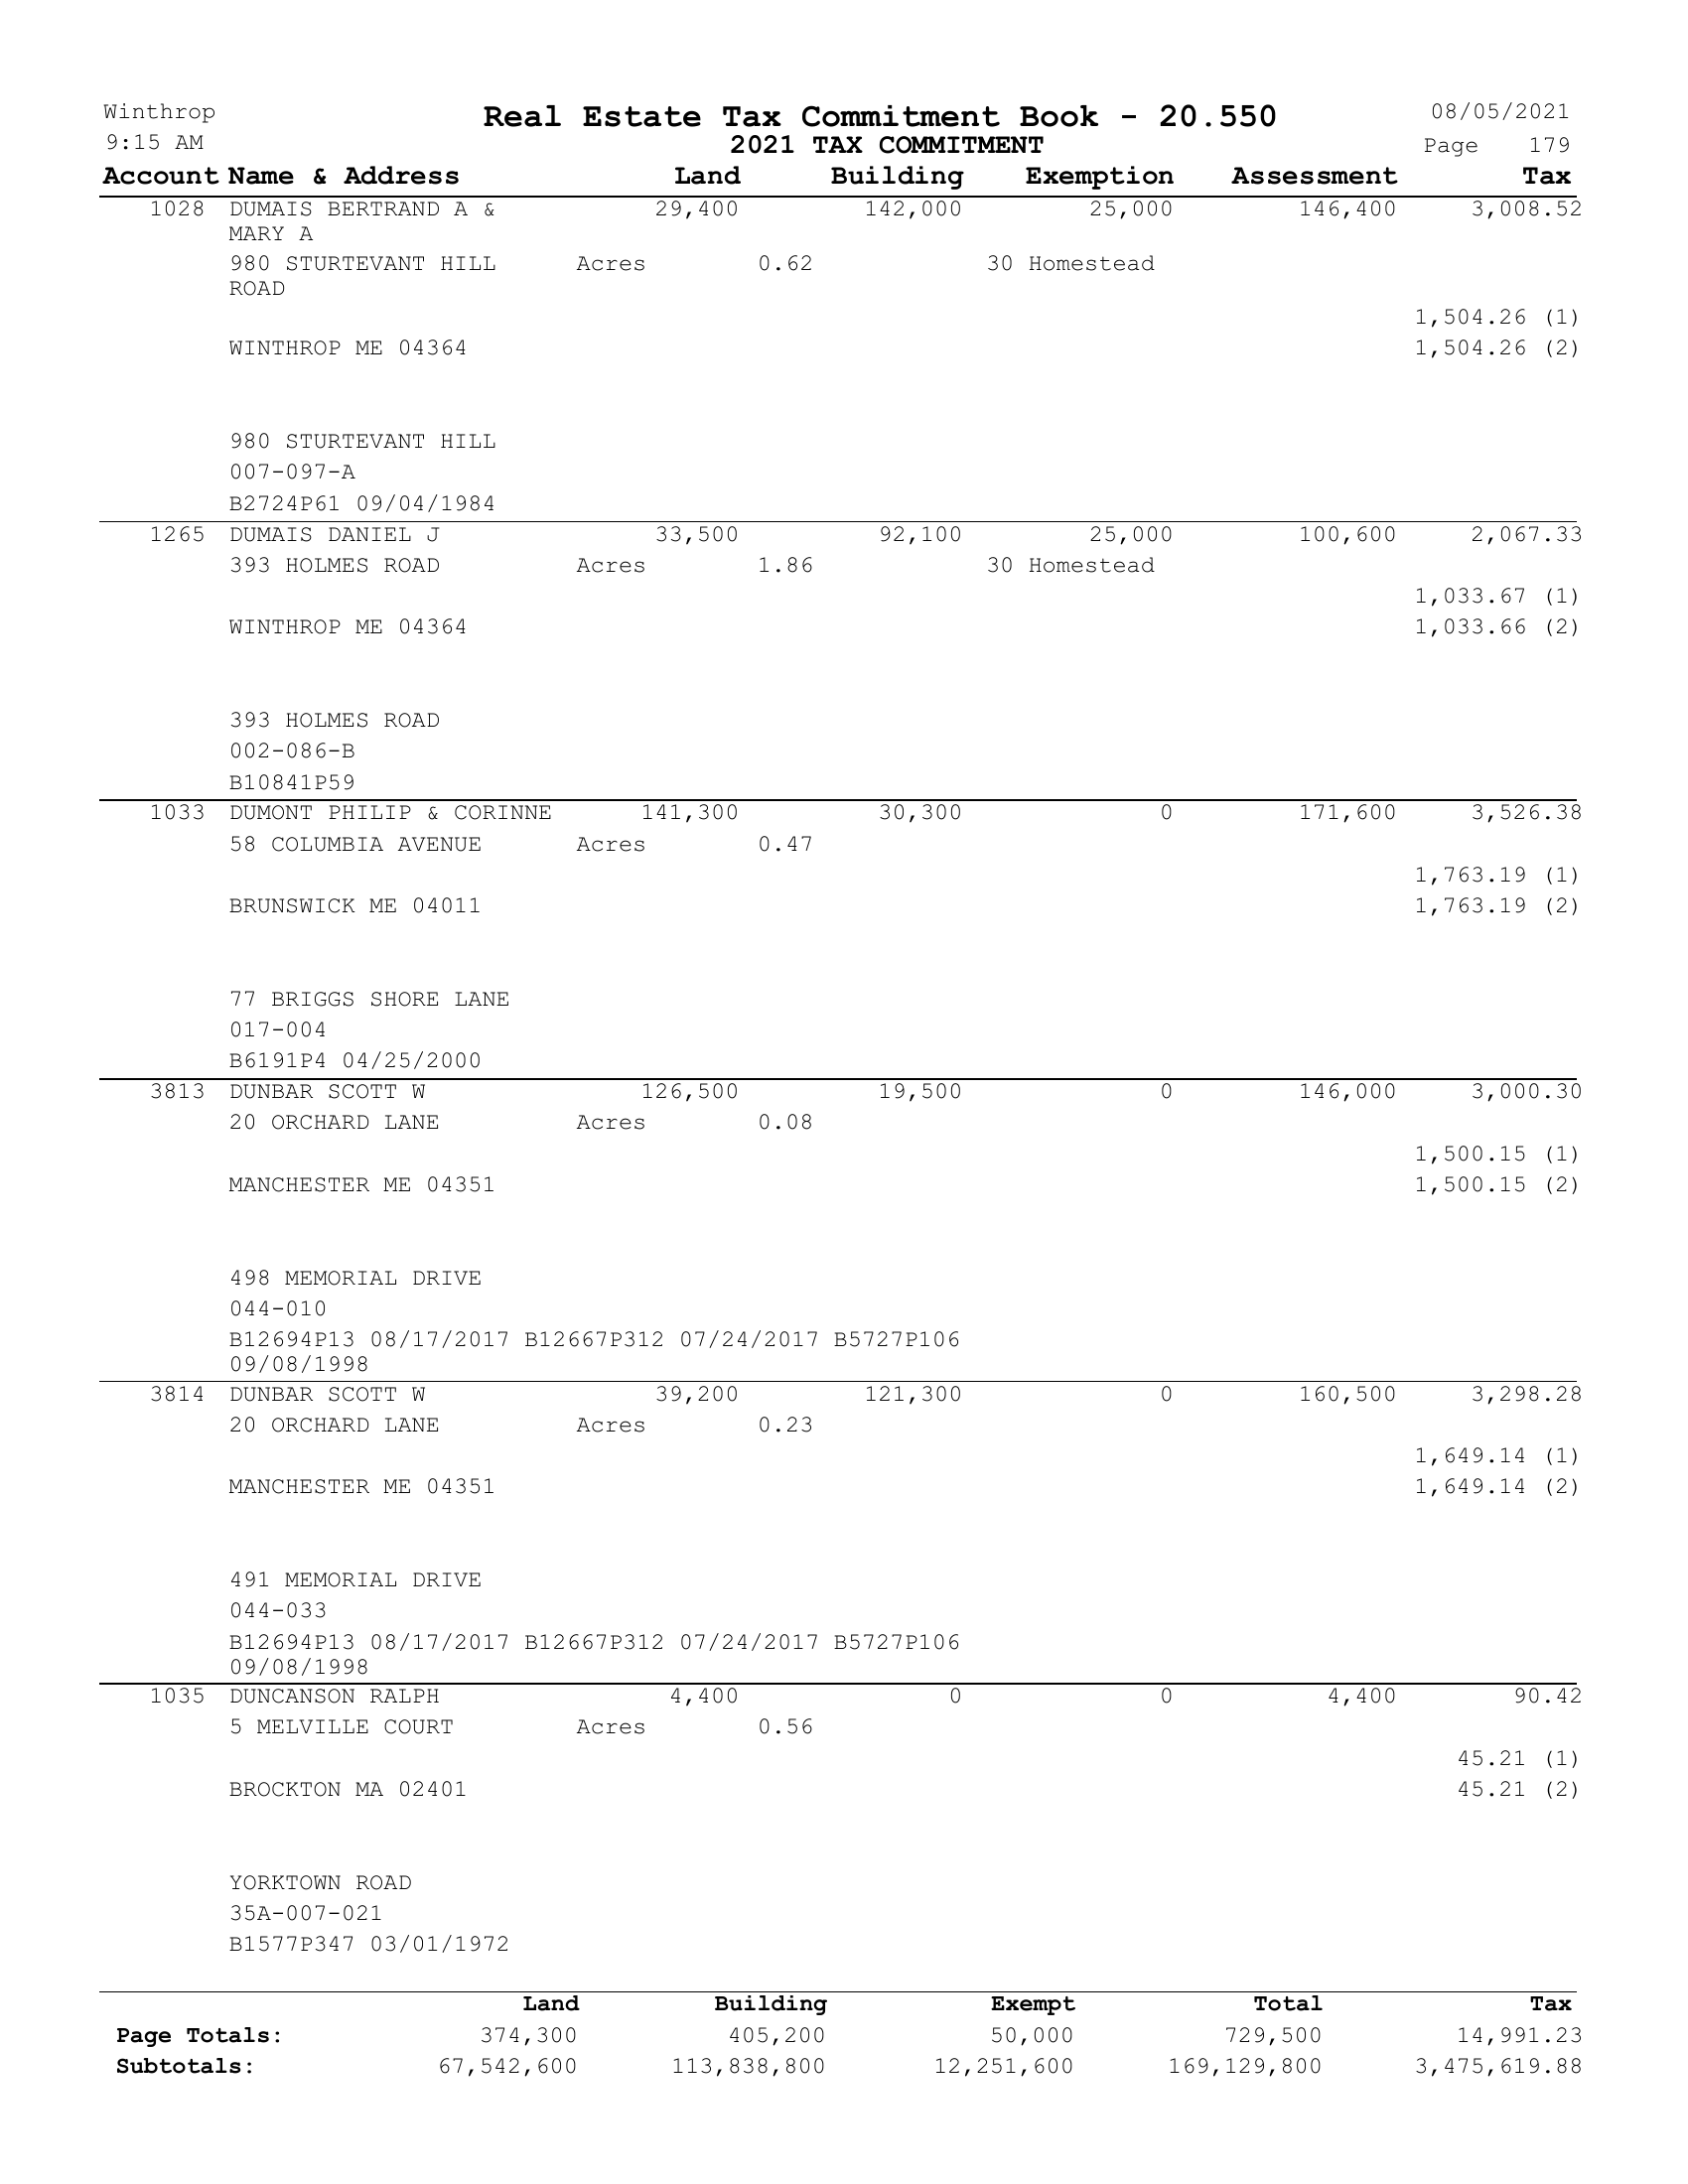 Winthrop Real Estate Tax Commitment Book - 20.550 08/05/2021
9:15 AM 2021 TAX COMMITMENT Page 179
Account Name & Address Land Building Exemption Assessment Tax
1028 DUMAIS BERTRAND A & 29,400 142,000 25,000 146,400 3,008.52
MARY A
980 STURTEVANT HILL Acres 0.62 30 Homestead
ROAD
1,504.26 (1)
WINTHROP ME 04364 1,504.26 (2)
980 STURTEVANT HILL
007-097-A
B2724P61 09/04/1984
1265 DUMAIS DANIEL J 33,500 92,100 25,000 100,600 2,067.33
393 HOLMES ROAD Acres 1.86 30 Homestead
1,033.67 (1)
WINTHROP ME 04364 1,033.66 (2)
393 HOLMES ROAD
002-086-B
B10841P59
1033 DUMONT PHILIP & CORINNE 141,300 30,300 0 171,600 3,526.38
58 COLUMBIA AVENUE Acres 0.47
1,763.19 (1)
BRUNSWICK ME 04011 1,763.19 (2)
77 BRIGGS SHORE LANE
017-004
B6191P4 04/25/2000
3813 DUNBAR SCOTT W 126,500 19,500 0 146,000 3,000.30
20 ORCHARD LANE Acres 0.08
1,500.15 (1)
MANCHESTER ME 04351 1,500.15 (2)
498 MEMORIAL DRIVE
044-010
B12694P13 08/17/2017 B12667P312 07/24/2017 B5727P106
09/08/1998
3814 DUNBAR SCOTT W 39,200 121,300 0 160,500 3,298.28
20 ORCHARD LANE Acres 0.23
1,649.14 (1)
MANCHESTER ME 04351 1,649.14 (2)
491 MEMORIAL DRIVE
044-033
B12694P13 08/17/2017 B12667P312 07/24/2017 B5727P106
09/08/1998
1035 DUNCANSON RALPH 4,400 0 0 4,400 90.42
5 MELVILLE COURT Acres 0.56
45.21 (1)
BROCKTON MA 02401 45.21 (2)
YORKTOWN ROAD
35A-007-021
B1577P347 03/01/1972
Land Building Exempt Total Tax
Page Totals: 374,300 405,200 50,000 729,500 14,991.23
Subtotals: 67,542,600 113,838,800 12,251,600 169,129,800 3,475,619.88